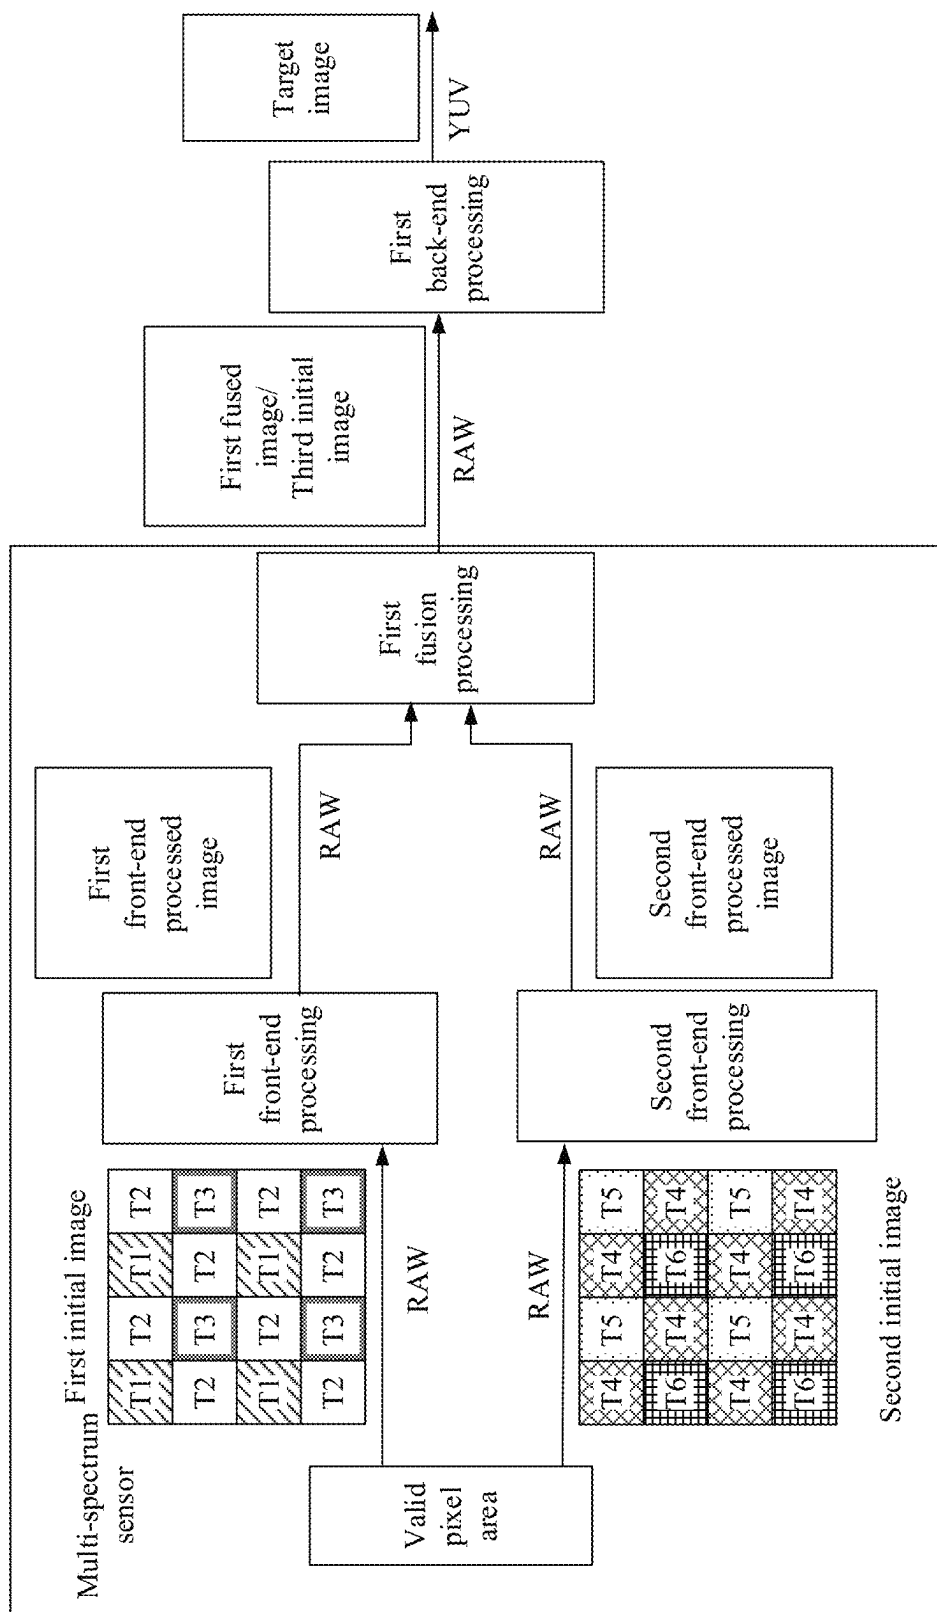 Multi-spectrum
sensor
First initial image
T1 T2 T1 T2
T2 T3 T2 T3
T1 T2 T1 T2
T2 T3 T2 T3
Valid
pixel
area
RAW
RAW
T4 T5 T4 T5
T6 T4 T6 T4
T4 T5 T4 T5
T6 T4 T6 T4
Second initial image
First
front-end
processing
Second
front-end
processing
First
front-end
processed
image
RAW
RAW
Second
front-end
processed
image
First
fusion
processing
First fused
image/
Third initial
image
RAW
First
back-end
processing
Target
image
YUV